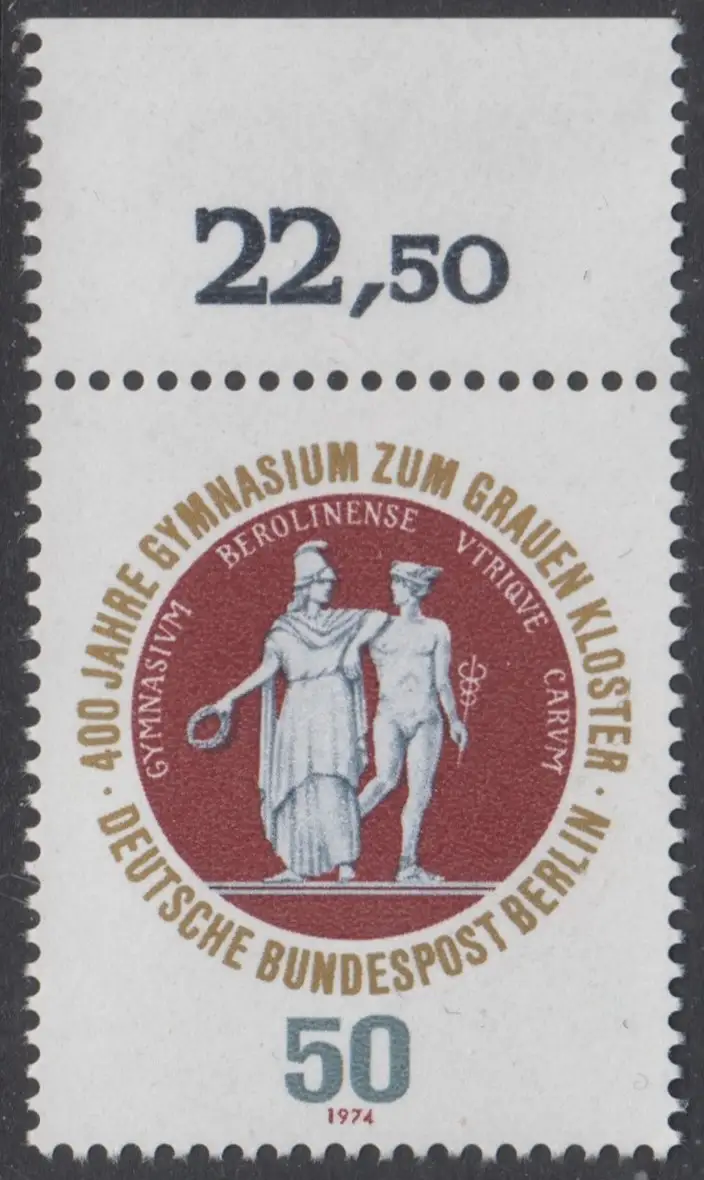 22,50
400 JAHRE GYMNASIUM ZUM GRAUEN KLOSTER
GYMNASIVM BEROLINENSE VTRIQVE CARVM
· DEUTSCHE BUNDESPOST BERLIN ·
50
1974